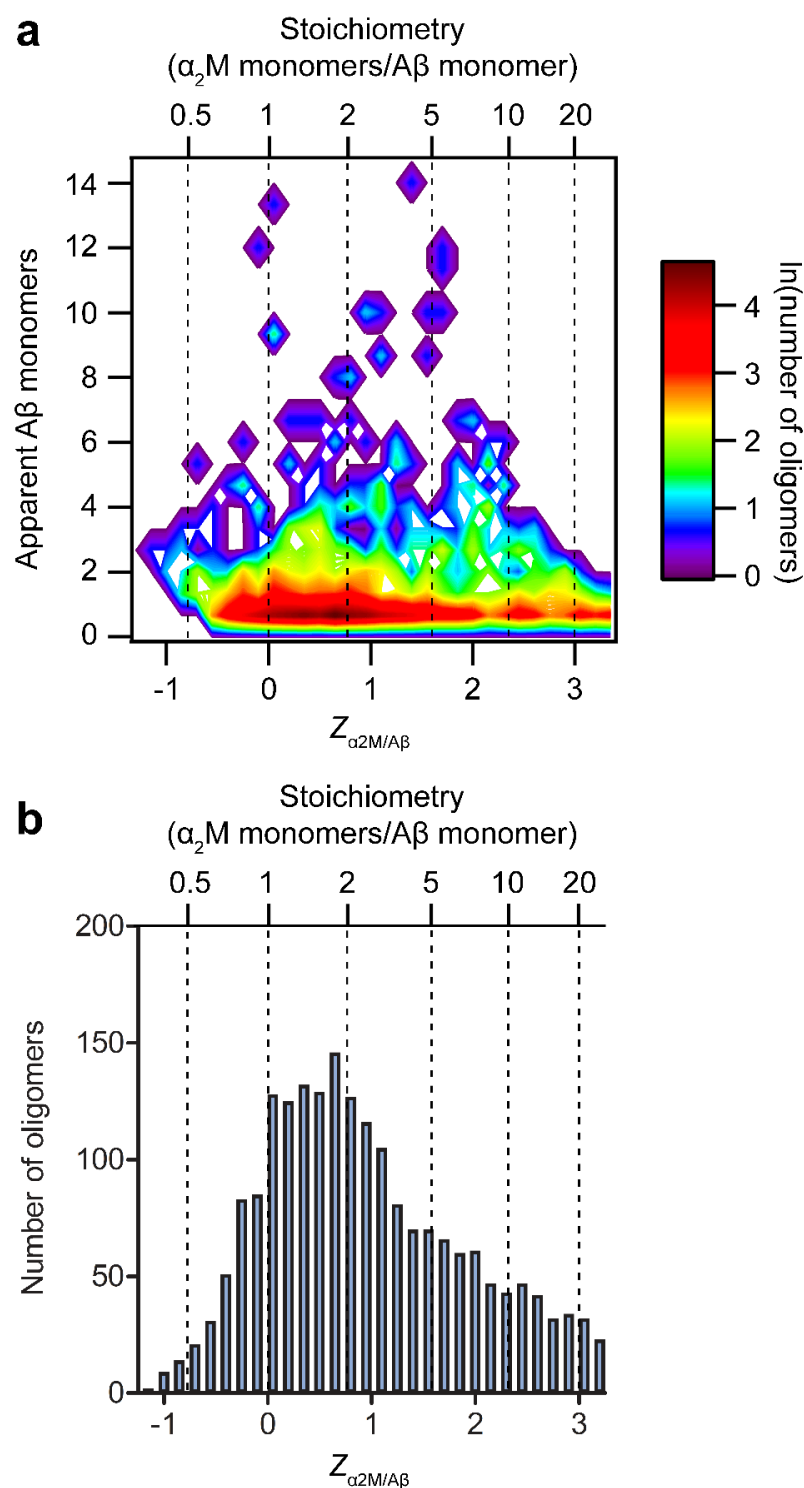 a
Stoichiometry
(α₂M monomers/Aβ monomer)
0.5 1 2 5 10 20
14
12
10
8
6
4
2
0
Apparent Aβ monomers
-1 0 1 2 3
Zα2M/Aβ
4
3
2
1
0
ln(number of oligomers)
b
Stoichiometry
(α₂M monomers/Aβ monomer)
0.5 1 2 5 10 20
200
150
100
50
0
Number of oligomers
-1 0 1 2 3
Zα2M/Aβ